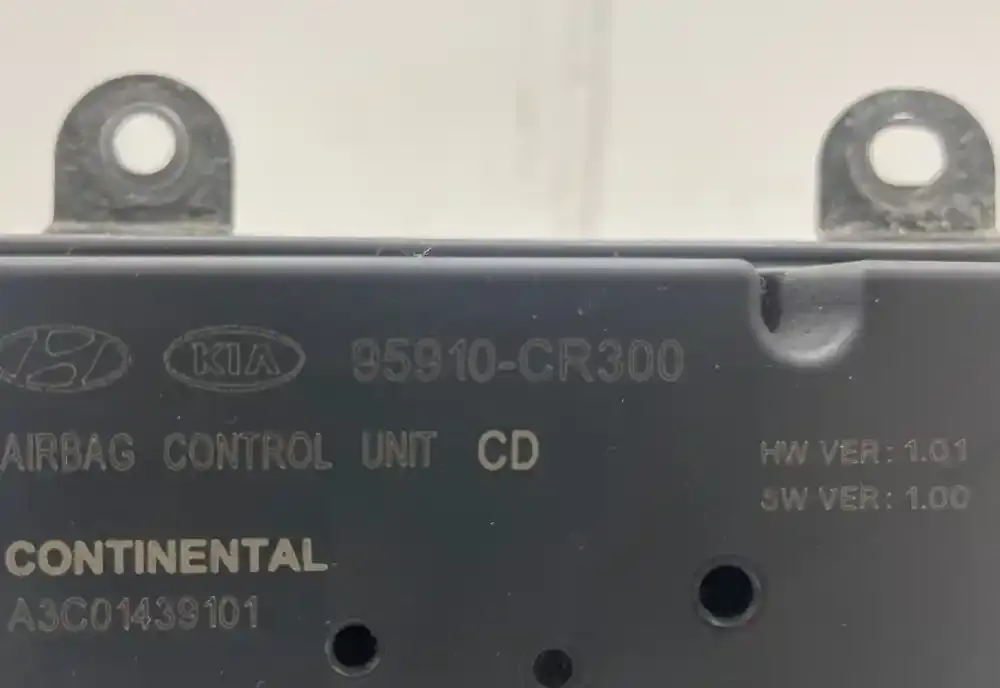 KIA 95910-CR300
AIRBAG CONTROL UNIT CD
HW VER: 1.01
SW VER: 1.00
CONTINENTAL
A3C01439101